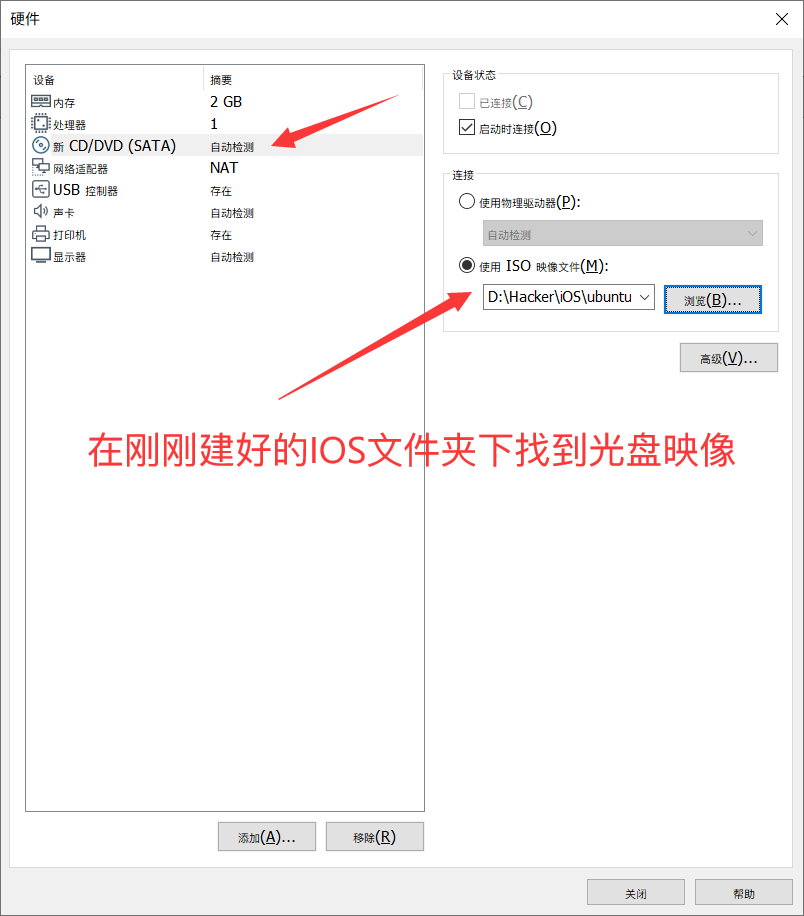 硬件
设备 摘要
内存 2 GB
处理器 1
新 CD/DVD (SATA) 自动检测
网络适配器 NAT
USB 控制器 存在
声卡 自动检测
打印机 存在
显示器 自动检测
添加(A)... 移除(R)
设备状态
已连接(C)
启动时连接(O)
连接
使用物理驱动器(P):
自动检测
使用 ISO 映像文件(M):
D:\Hacker\iOS\ubuntu 浏览(B)...
高级(V)...
在刚刚建好的IOS文件夹下找到光盘映像
关闭 帮助